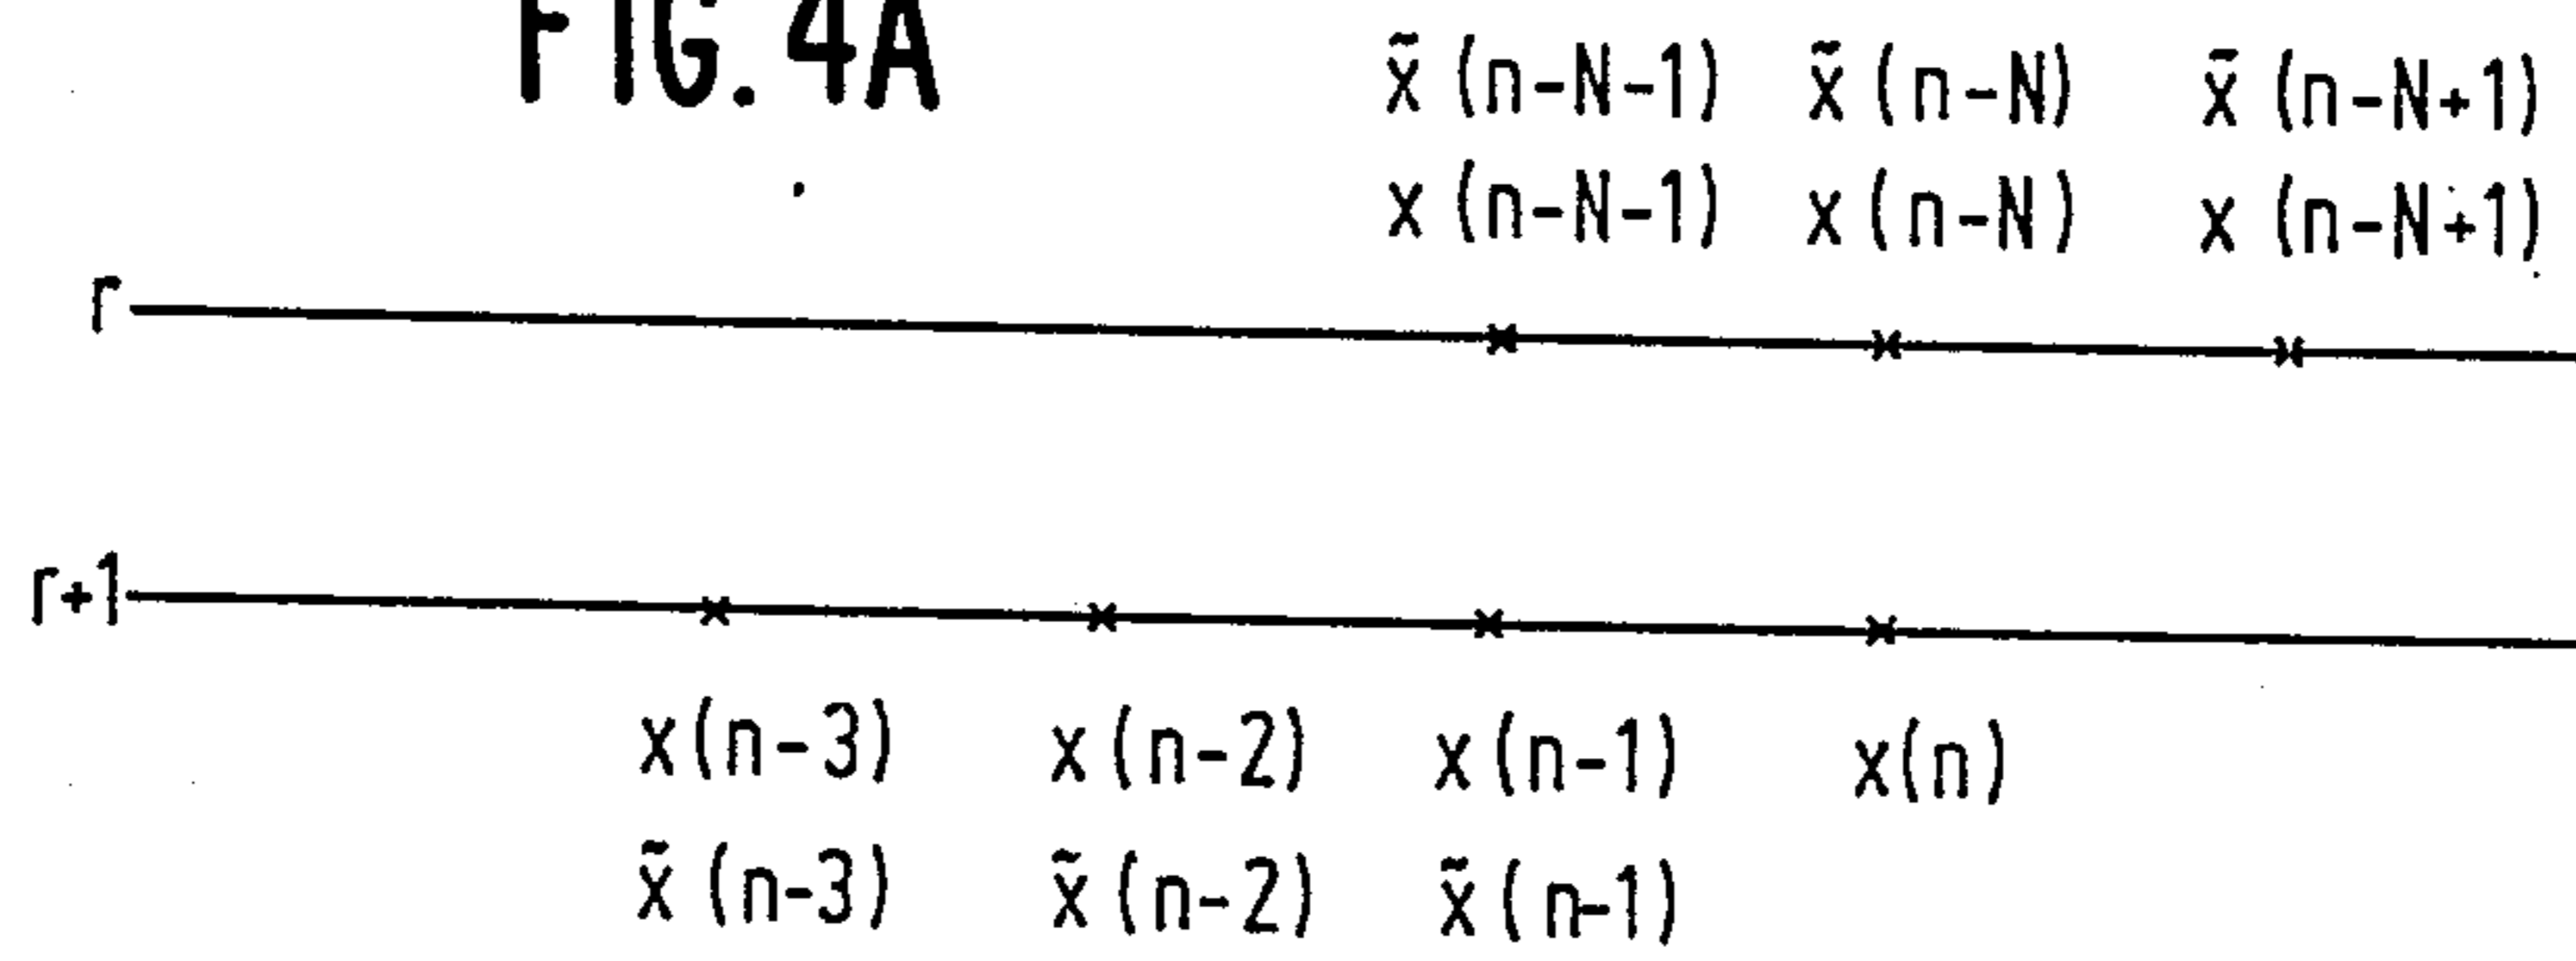 FIG. 4A
x̃ (n-N-1) x̃ (n-N) x̃ (n-N+1)
x (n-N-1) x (n-N) x (n-N+1)
r
r+1
x(n-3) x (n-2) x (n-1) x(n)
x̃ (n-3) x̃ (n-2) x̃ (n-1)